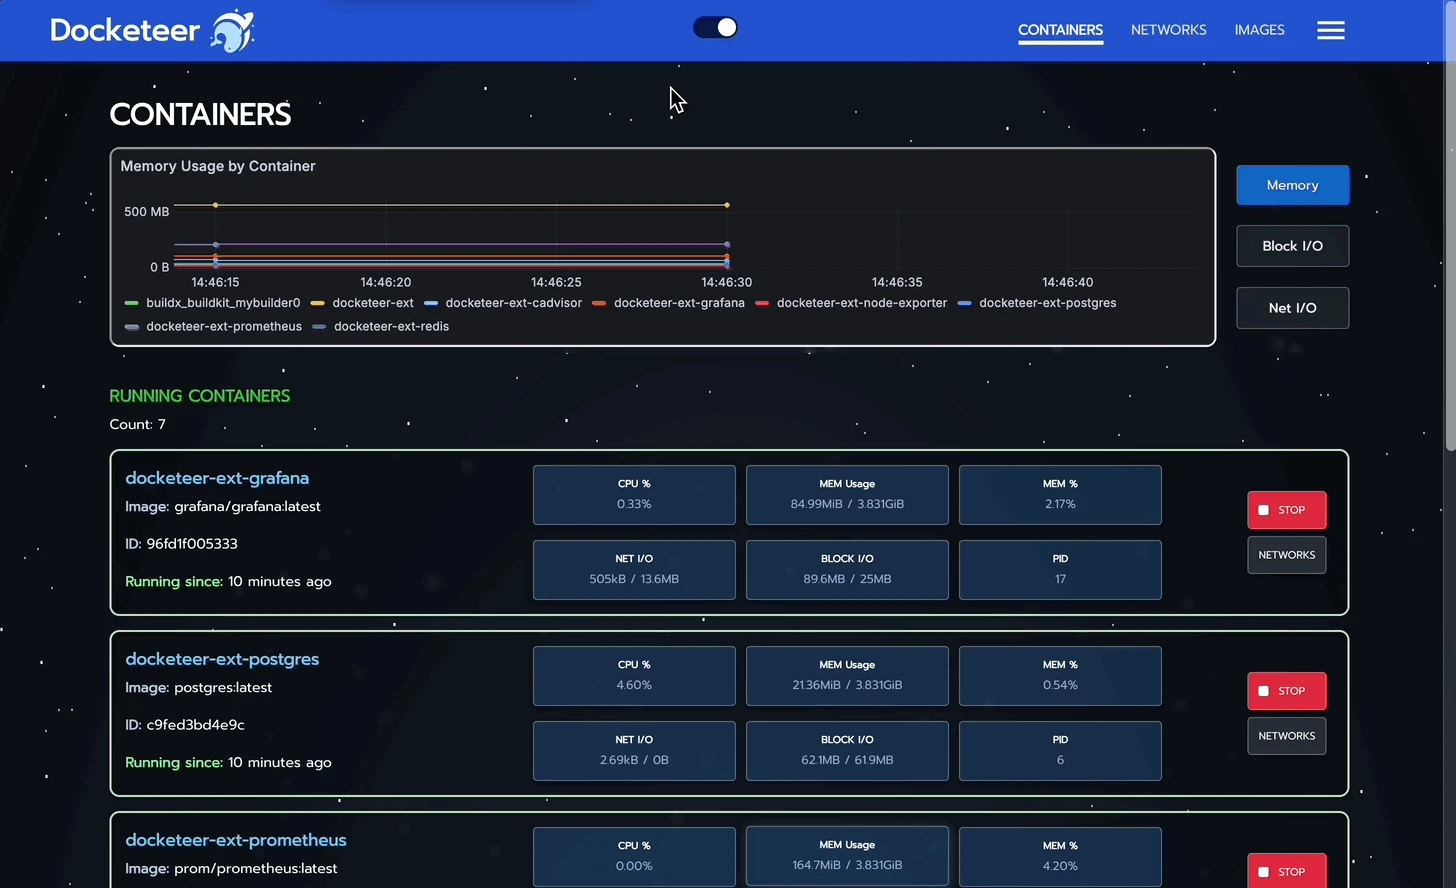 Docketeer
CONTAINERS NETWORKS IMAGES
CONTAINERS
Memory Usage by Container
500 MB
0 B
14:46:15 14:46:20 14:46:25 14:46:30 14:46:35 14:46:40
buildx_buildkit_mybuilder0 docketeer-ext docketeer-ext-cadvisor docketeer-ext-grafana docketeer-ext-node-exporter docketeer-ext-postgres
docketeer-ext-prometheus docketeer-ext-redis
Memory
Block I/O
Net I/O
RUNNING CONTAINERS
Count: 7
docketeer-ext-grafana
Image: grafana/grafana:latest
ID: 96fd1f005333
Running since: 10 minutes ago
CPU % MEM Usage MEM %
0.33% 84.99MiB / 3.831GiB 2.17%
NET I/O BLOCK I/O PID
505kB / 13.6MB 89.6MB / 25MB 17
STOP
NETWORKS
docketeer-ext-postgres
Image: postgres:latest
ID: c9fed3bd4e9c
Running since: 10 minutes ago
CPU % MEM Usage MEM %
4.60% 21.36MiB / 3.831GiB 0.54%
NET I/O BLOCK I/O PID
2.69kB / 0B 62.1MB / 61.9MB 6
STOP
NETWORKS
docketeer-ext-prometheus
Image: prom/prometheus:latest
CPU % MEM Usage MEM %
0.00% 164.7MiB / 3.831GiB 4.20%
STOP